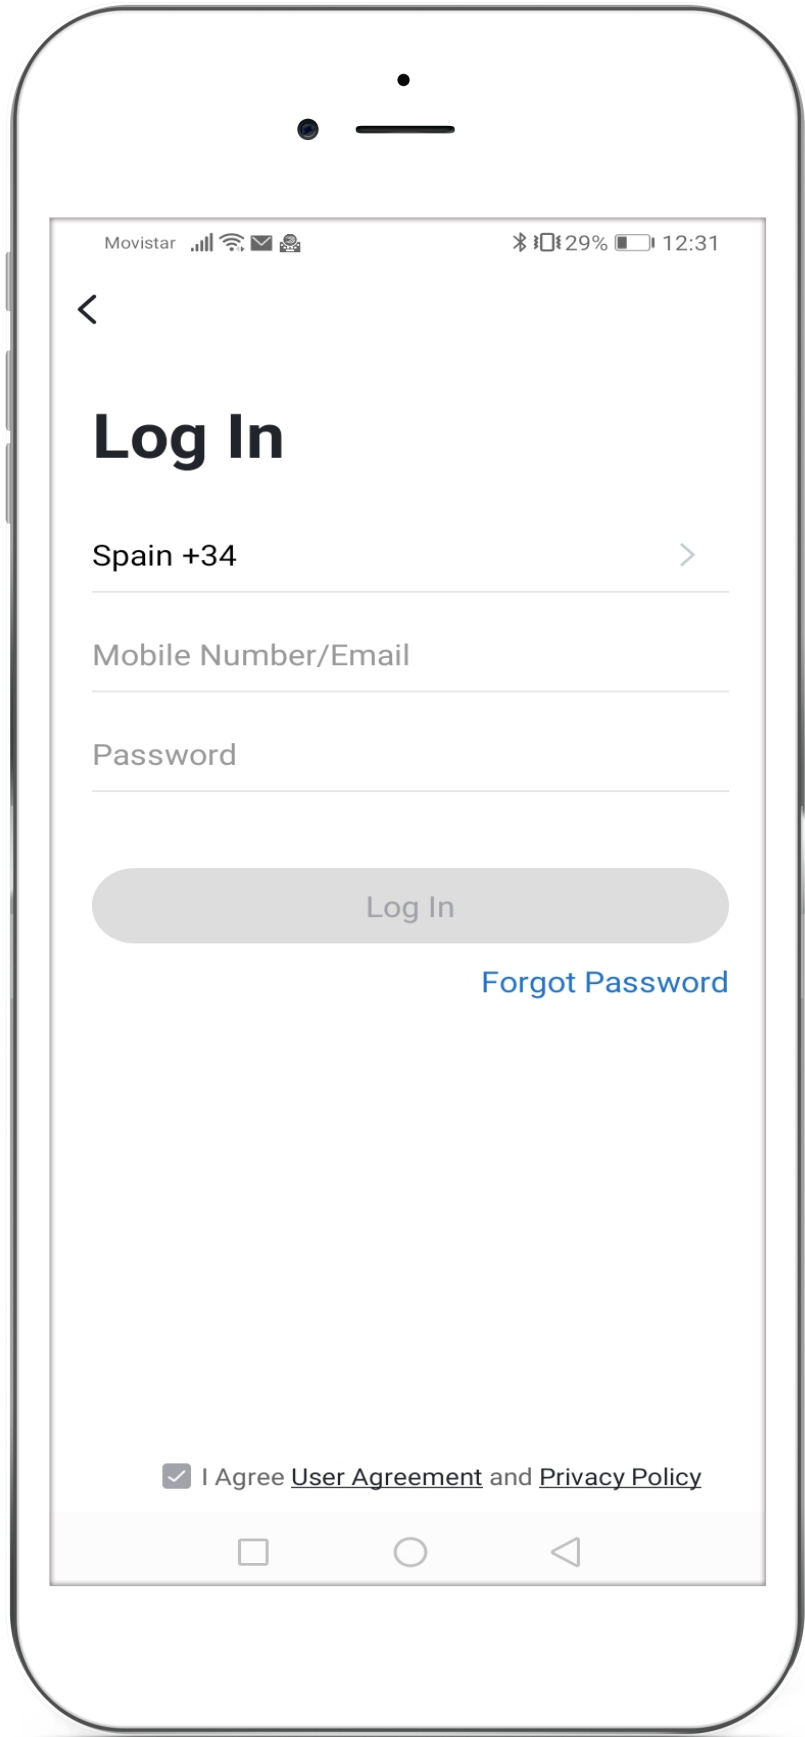 Movistar 29% 12:31
Log In
Spain +34
Mobile Number/Email
Password
Log In
Forgot Password
I Agree User Agreement and Privacy Policy